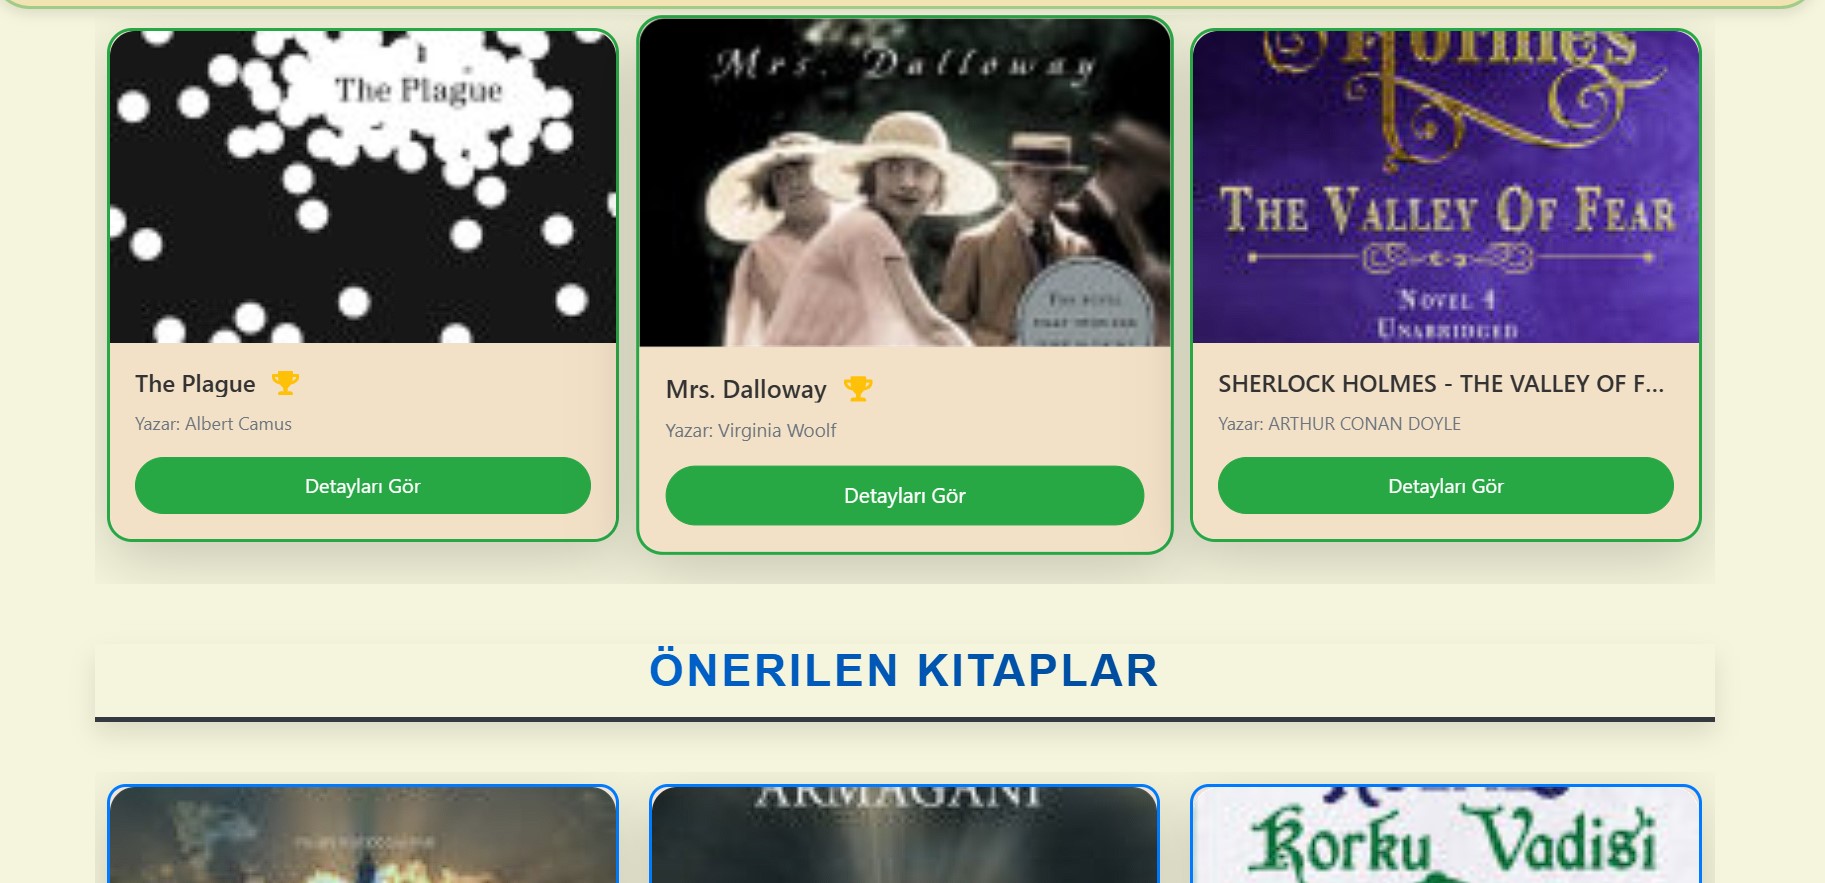 The Plague
Mrs. Dalloway
Holmes
THE VALLEY OF FEAR
NOVEL 4
UNABRIDGED
The Plague
Yazar: Albert Camus
Detayları Gör
Mrs. Dalloway
Yazar: Virginia Woolf
Detayları Gör
SHERLOCK HOLMES - THE VALLEY OF F...
Yazar: ARTHUR CONAN DOYLE
Detayları Gör
ÖNERILEN KITAPLAR
ARMAĞANI
Korku Vadisi